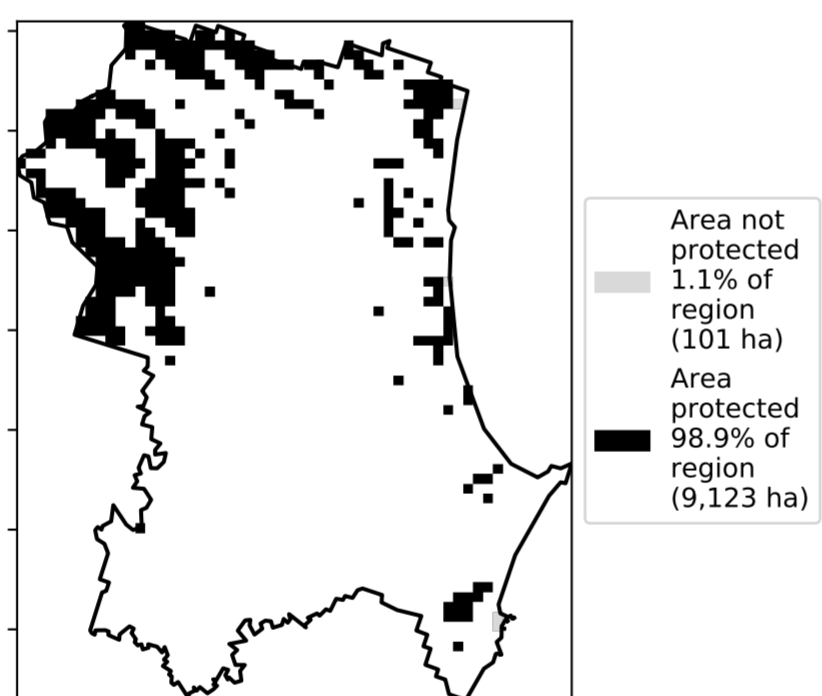 Area not
protected
1.1% of
region
(101 ha)
Area
protected
98.9% of
region
(9,123 ha)